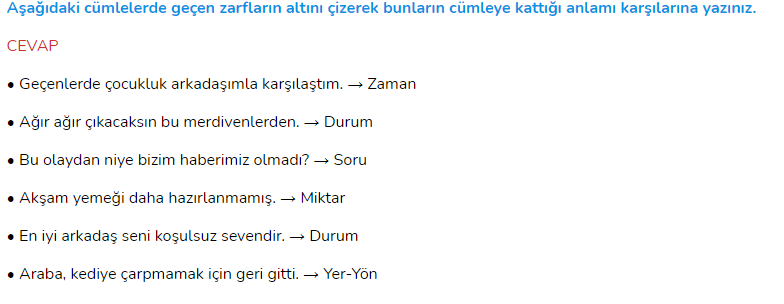 Aşağıdaki cümlelerde geçen zarfların altını çizerek bunların cümleye kattığı anlamı karşılarına yazınız.
CEVAP
● Geçenlerde çocukluk arkadaşımla karşılaştım. → Zaman
● Ağır ağır çıkacaksın bu merdivenlerden. → Durum
● Bu olaydan niye bizim haberimiz olmadı? → Soru
● Akşam yemeği daha hazırlanmamış. → Miktar
● En iyi arkadaş seni koşulsuz sevendir. → Durum
● Araba, kediye çarpmamak için geri gitti. → Yer-Yön